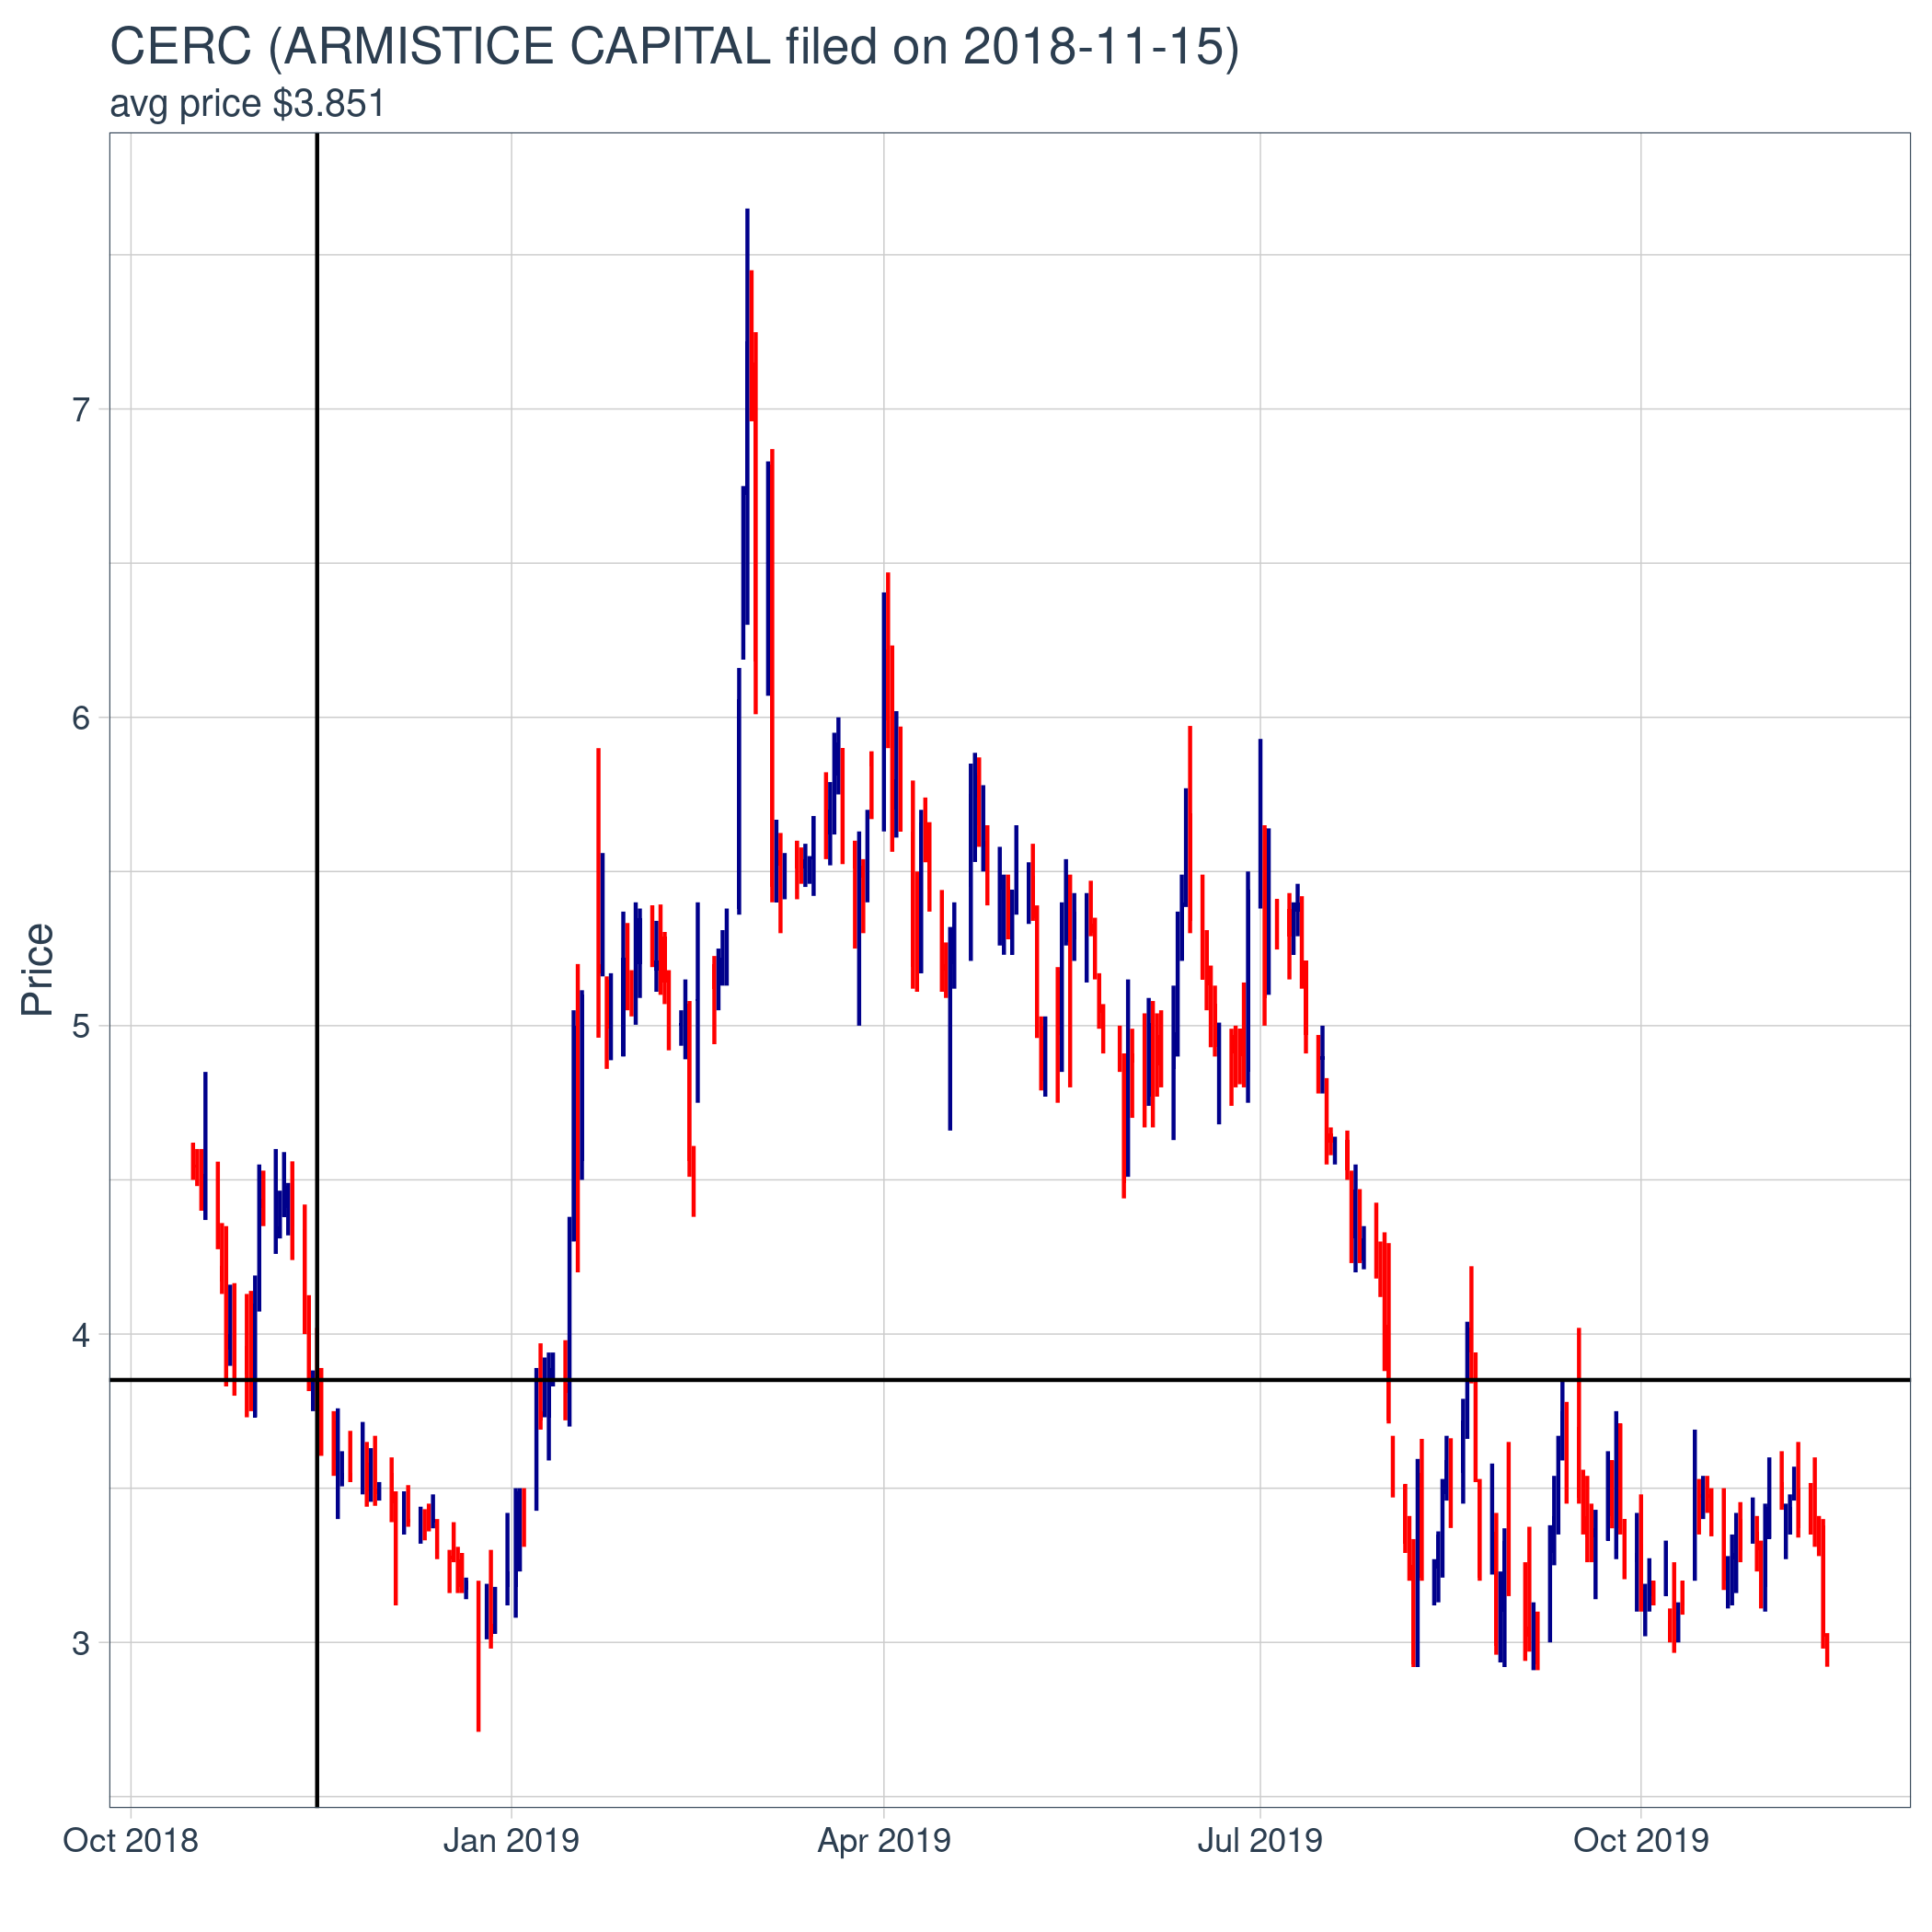 CERC (ARMISTICE CAPITAL filed on 2018-11-15)
avg price $3.851
Price
7
6
5
4
3
Oct 2018
Jan 2019
Apr 2019
Jul 2019
Oct 2019